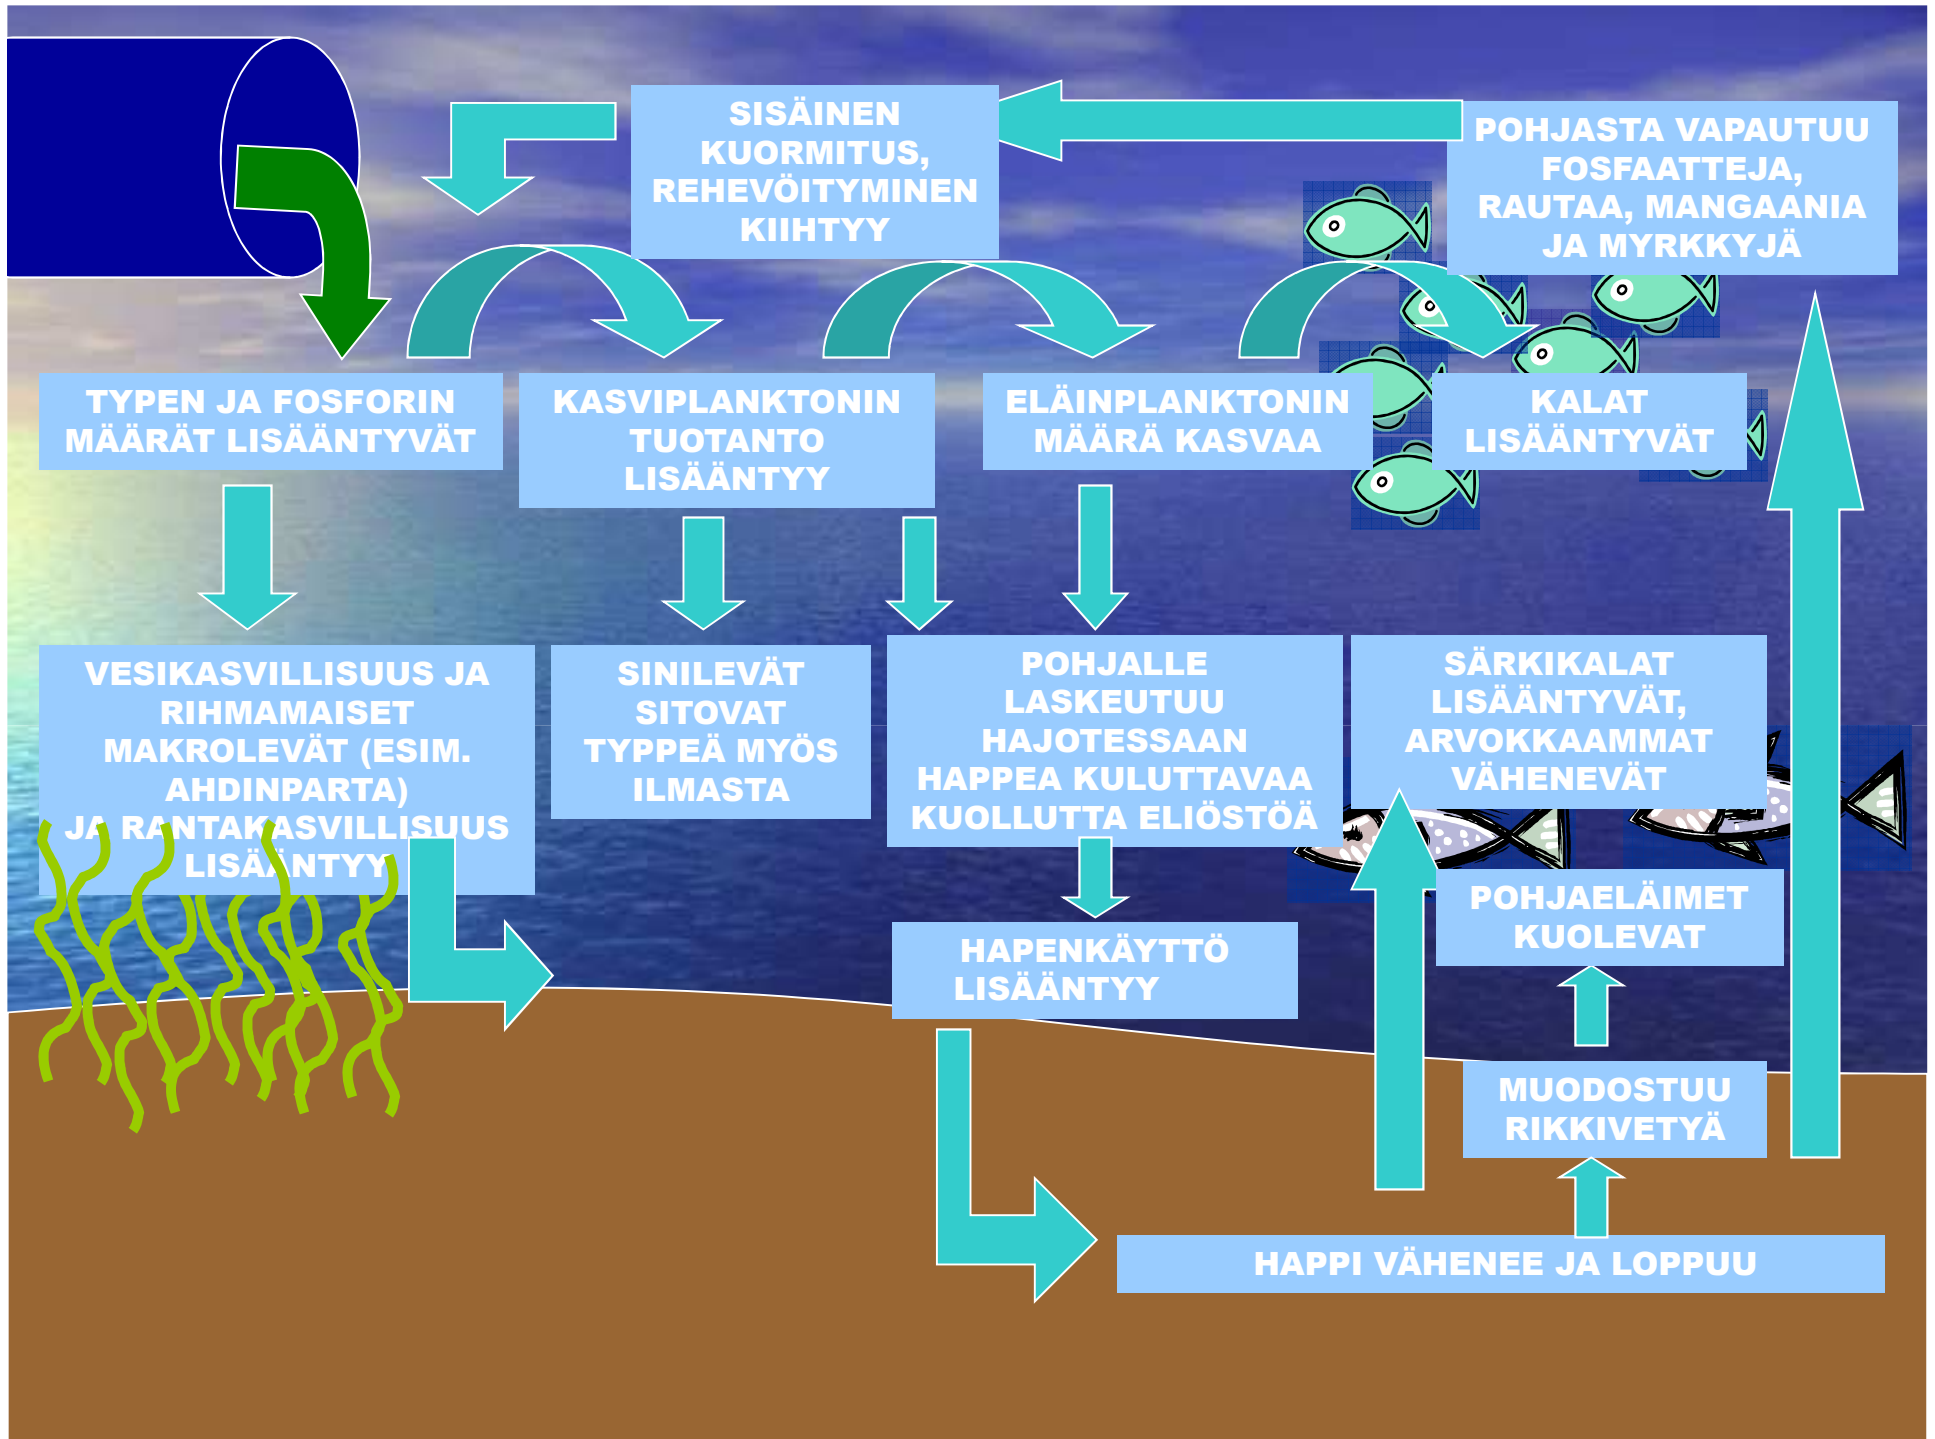 SISÄINEN
KUORMITUS,
REHEVÖITYMINEN
KIIHTYY
POHJASTA VAPAUTUU
FOSFAATTEJA,
RAUTAA, MANGAANIA
JA MYRKKYJÄ
TYPEN JA FOSFORIN
MÄÄRÄT LISÄÄNTYVÄT
KASVIPLANKTONIN
TUOTANTO
LISÄÄNTYY
ELÄINPLANKTONIN
MÄÄRÄ KASVAA
KALAT
LISÄÄNTYVÄT
VESIKASVILLISUUS JA
RIHMAMAISET
MAKROLEVÄT (ESIM.
AHDINPARTA)
JA RANTAKASVILLISUUS
LISÄÄNTYY
SINILEVÄT
SITOVAT
TYPPEÄ MYÖS
ILMASTA
POHJALLE
LASKEUTUU
HAJOTESSAAN
HAPPEA KULUTTAVAA
KUOLLUTTA ELIÖSTÖÄ
SÄRKIKALAT
LISÄÄNTYVÄT,
ARVOKKAAMMAT
VÄHENEVÄT
HAPENKÄYTTÖ
LISÄÄNTYY
POHJAELÄIMET
KUOLEVAT
MUODOSTUU
RIKKIVETYÄ
HAPPI VÄHENEE JA LOPPUU